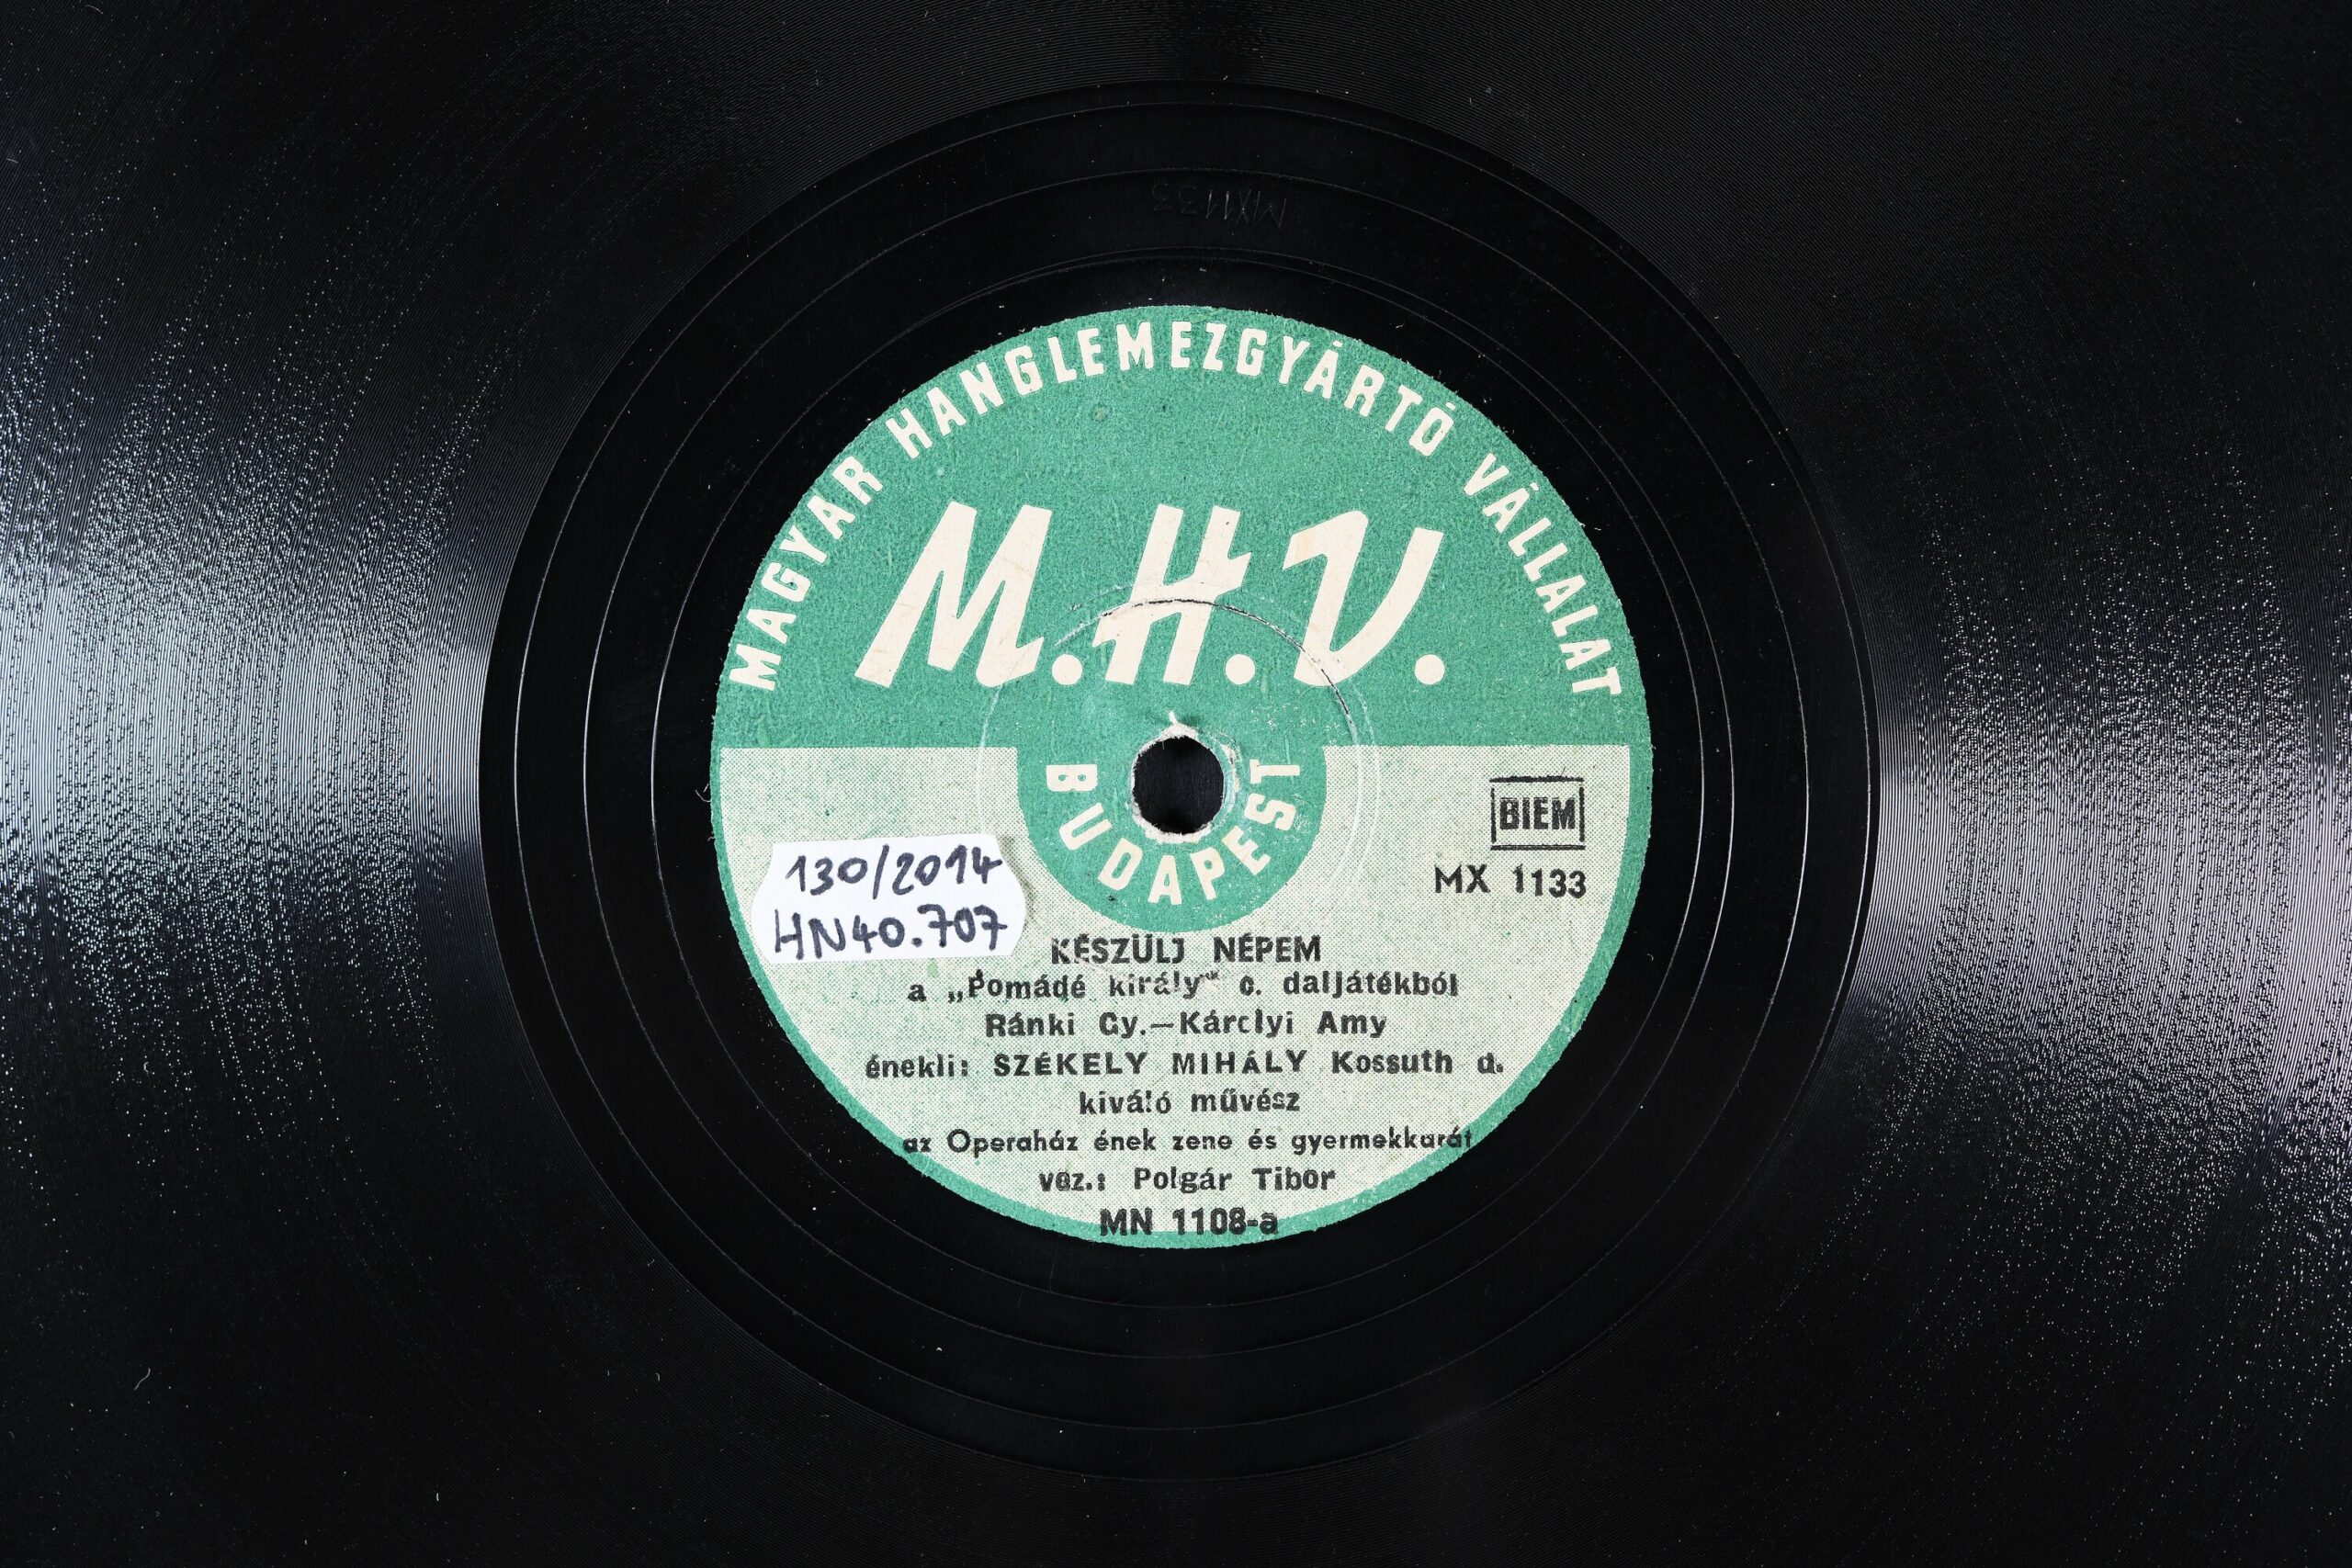 MX1133
MAGYAR HANGLEMEZGYÁRTÓ VÁLLALAT
M.H.V.
BUDAPEST
BIEM
MX 1133
130/2014
HN40.707
KÉSZÜLJ NÉPEM
a „Pomádé király" c. daljátékból
Ránki Gy.—Károlyi Amy
énekli: SZÉKELY MIHÁLY Kossuth d.
kiváló művész
az Operaház ének zene és gyermekkarát
vez.: Polgár Tibor
MN 1108-a